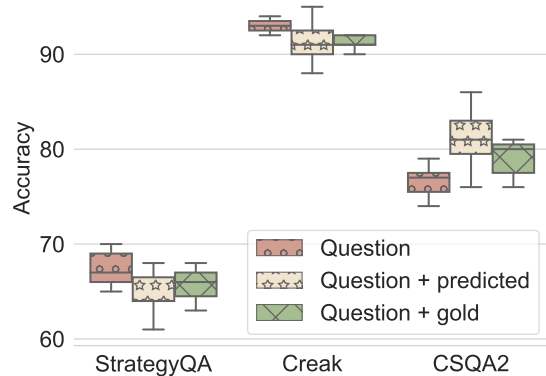 Accuracy
90
80
70
60
Question
Question + predicted
Question + gold
StrategyQA Creak CSQA2